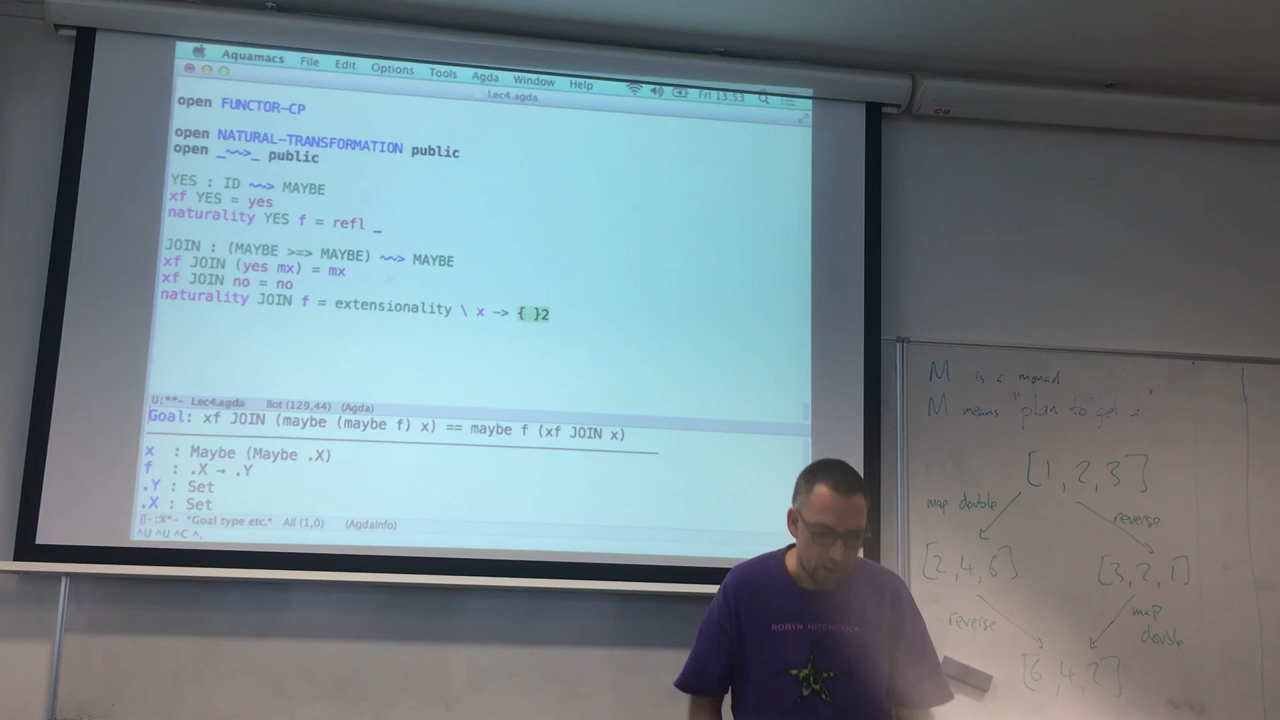 Aquamacs File Edit Options Tools Agda Window Help Fri 13:53
Lec4.agda
open FUNCTOR-CP
open NATURAL-TRANSFORMATION public
open _~~>_ public
YES : ID ~~> MAYBE
xf YES = yes
naturality YES f = refl _
JOIN : (MAYBE >=> MAYBE) ~~> MAYBE
xf JOIN (yes mx) = mx
xf JOIN no = no
naturality JOIN f = extensionality \ x -> { }2
U:**- Lec4.agda Bot (129,44) (Agda)
Goal: xf JOIN (maybe (maybe f) x) == maybe f (xf JOIN x)
x : Maybe (Maybe .X)
f : .X → .Y
.Y : Set
.X : Set
*Goal type etc.* All (1,0) (AgdaInfo)
^U ^U ^C ^,
M is a monad
M means "plan to get a"
[1,2,3]
map double
reverse
[2,4,6]
[3,2,1]
reverse
map double
[6,4,2]
ROBYN HITCHCOCK